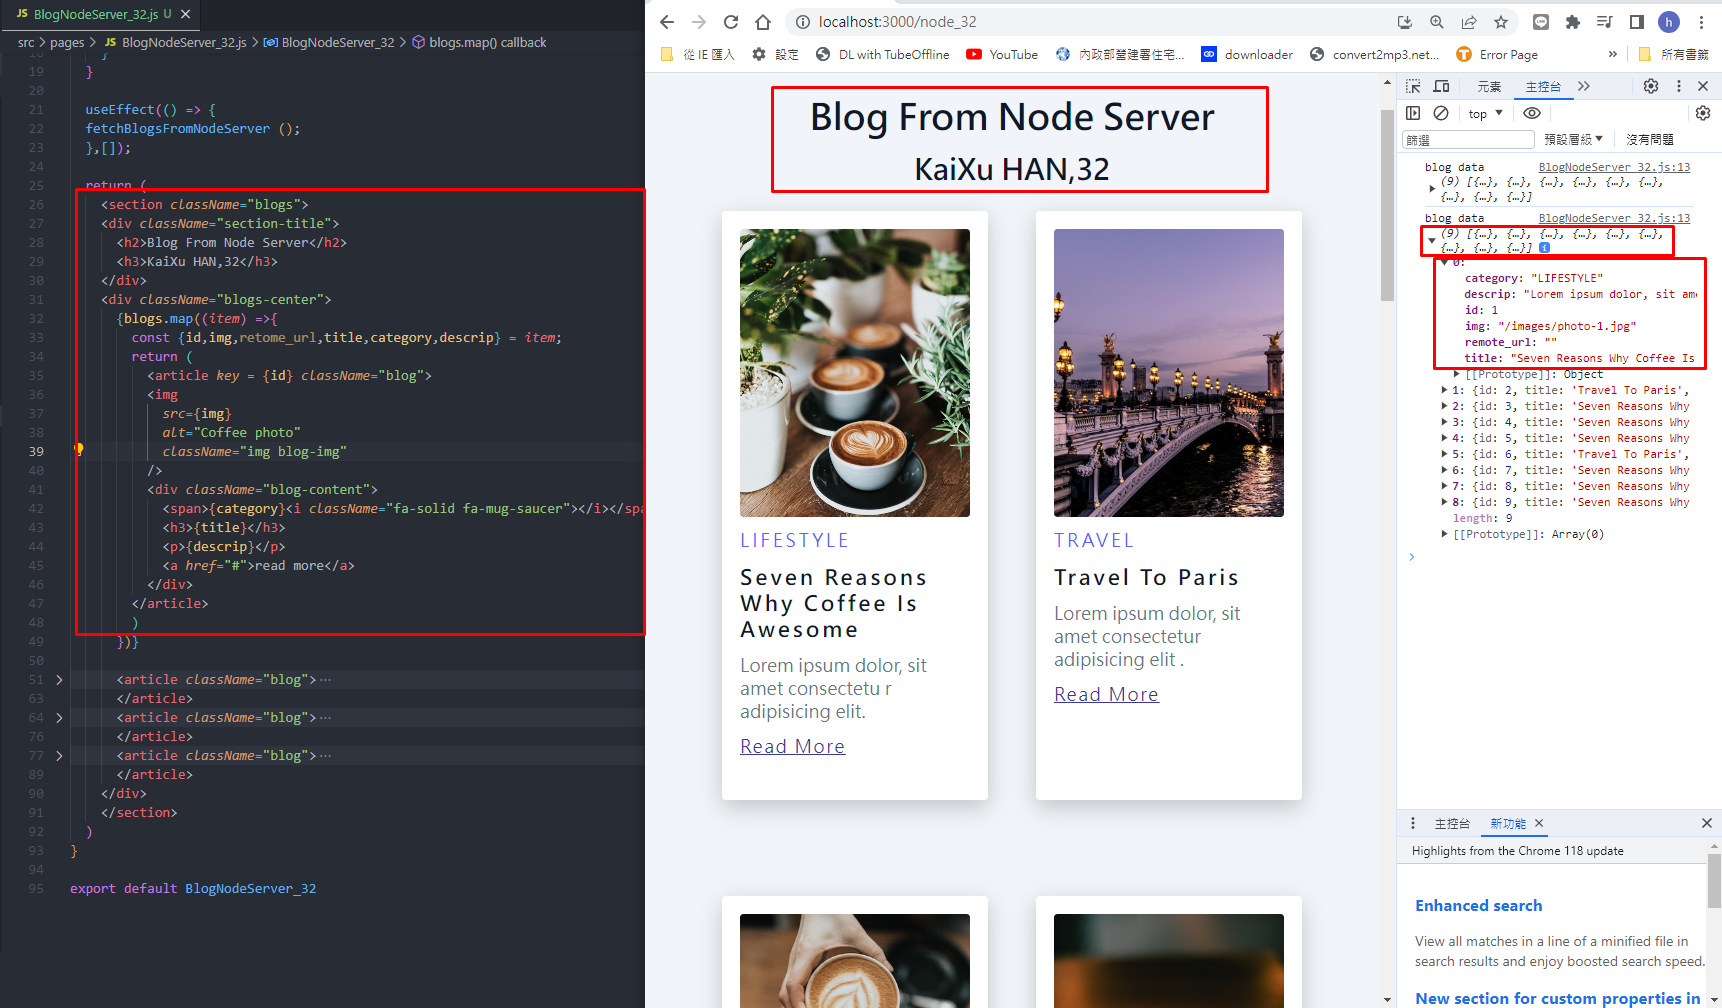 JS BlogNodeServer_32.js U ×
src > pages > JS BlogNodeServer_32.js > BlogNodeServer_32 > blogs.map() callback
19 }
20
21 useEffect(() => {
22 fetchBlogsFromNodeServer ();
23 },[]);
24
25 return (
26 <section className="blogs">
27 <div className="section-title">
28 <h2>Blog From Node Server</h2>
29 <h3>KaiXu HAN,32</h3>
30 </div>
31 <div className="blogs-center">
32 {blogs.map((item) =>{
33 const {id,img,retome_url,title,category,descrip} = item;
34 return (
35 <article key = {id} className="blog">
36 <img
37 src={img}
38 alt="Coffee photo"
39 className="img blog-img"
40 />
41 <div className="blog-content">
42 <span>{category}<i className="fa-solid fa-mug-saucer"></i></spa
43 <h3>{title}</h3>
44 <p>{descrip}</p>
45 <a href="#">read more</a>
46 </div>
47 </article>
48 )
49 })}
50
51 <article className="blog"> ···
63 </article>
64 <article className="blog"> ···
76 </article>
77 <article className="blog"> ···
89 </article>
90 </div>
91 </section>
92 )
93 }
94
95 export default BlogNodeServer_32
localhost:3000/node_32
h
從 IE 匯入 設定 DL with TubeOffline YouTube 內政部營建署住宅... downloader convert2mp3.net... Error Page » 所有書籤
Blog From Node Server
KaiXu HAN,32
LIFESTYLE
Seven Reasons
Why Coffee Is
Awesome
Lorem ipsum dolor, sit
amet consectetu r
adipisicing elit.
Read More
TRAVEL
Travel To Paris
Lorem ipsum dolor, sit
amet consectetur
adipisicing elit .
Read More
元素 主控台
top ▼
篩選 預設層級 ▼ 沒有問題
blog data BlogNodeServer 32.js:13
(9) [{…}, {…}, {…}, {…}, {…}, {…},
{…}, {…}, {…}]
blog data BlogNodeServer 32.js:13
(9) [{…}, {…}, {…}, {…}, {…}, {…},
{…}, {…}, {…}] i
0:
category: "LIFESTYLE"
descrip: "Lorem ipsum dolor, sit am
id: 1
img: "/images/photo-1.jpg"
remote_url: ""
title: "Seven Reasons Why Coffee Is
[[Prototype]]: Object
1: {id: 2, title: 'Travel To Paris',
2: {id: 3, title: 'Seven Reasons Why
3: {id: 4, title: 'Seven Reasons Why
4: {id: 5, title: 'Seven Reasons Why
5: {id: 6, title: 'Travel To Paris',
6: {id: 7, title: 'Seven Reasons Why
7: {id: 8, title: 'Seven Reasons Why
8: {id: 9, title: 'Seven Reasons Why
length: 9
[[Prototype]]: Array(0)
主控台 新功能 ×
Highlights from the Chrome 118 update
Enhanced search
View all matches in a line of a minified file in
search results and enjoy boosted search speed.
New section for custom properties in